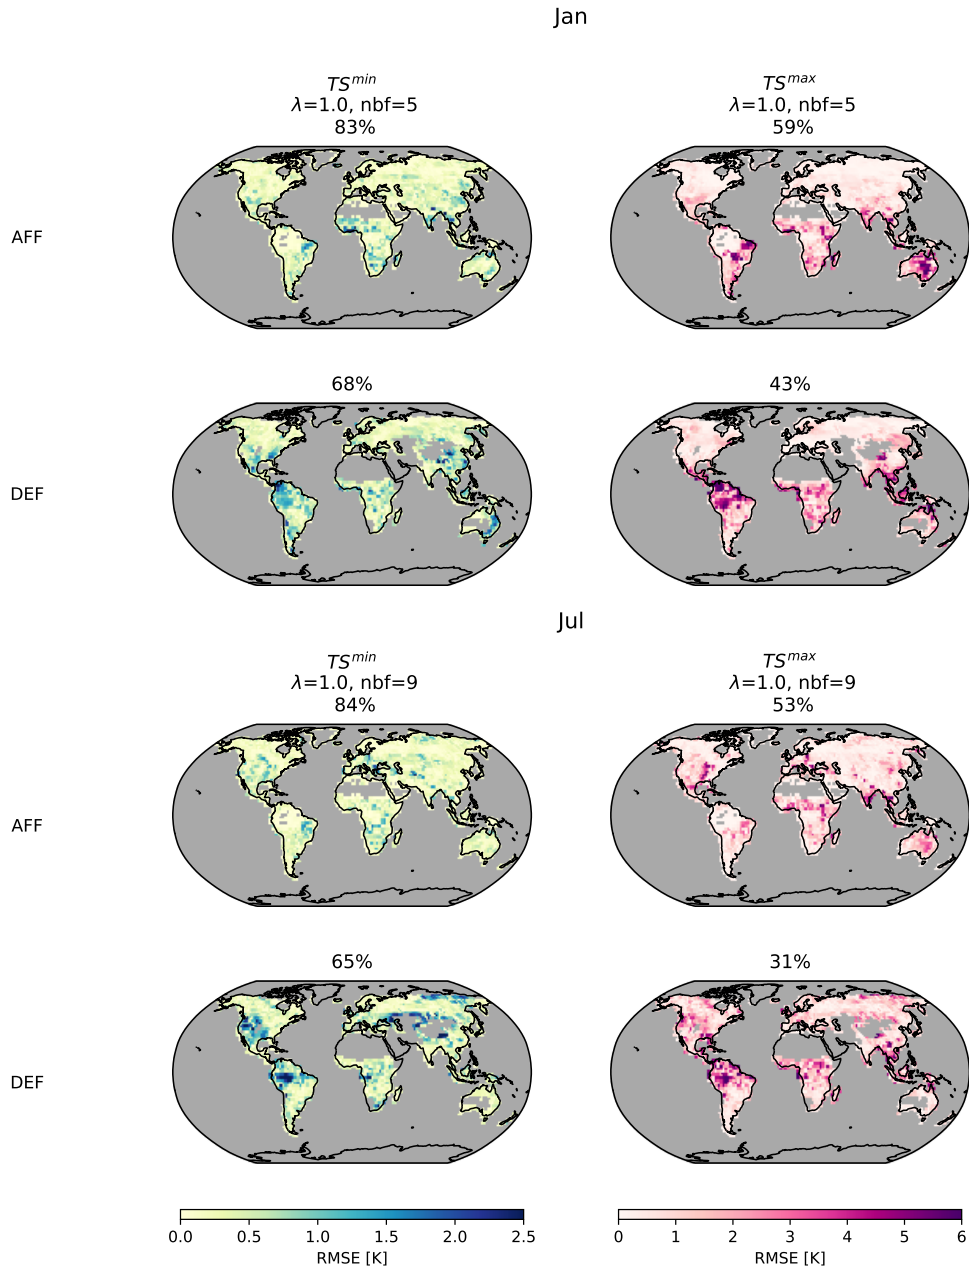 Jan
TS^min
λ=1.0, nbf=5
83%
TS^max
λ=1.0, nbf=5
59%
AFF
68%
43%
DEF
Jul
TS^min
λ=1.0, nbf=9
84%
TS^max
λ=1.0, nbf=9
53%
AFF
65%
31%
DEF
0.0 0.5 1.0 1.5 2.0 2.5
RMSE [K]
0 1 2 3 4 5 6
RMSE [K]